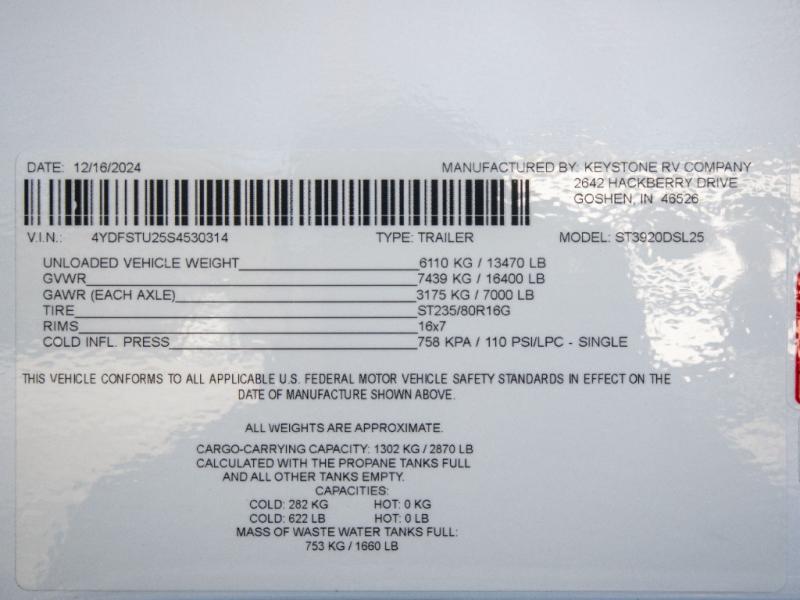 DATE: 12/16/2024 MANUFACTURED BY: KEYSTONE RV COMPANY
2642 HACKBERRY DRIVE
GOSHEN, IN 46526
V.I.N.: 4YDFSTU25S4530314 TYPE: TRAILER MODEL: ST3920DSL25
UNLOADED VEHICLE WEIGHT 6110 KG / 13470 LB
GVWR 7439 KG / 16400 LB
GAWR (EACH AXLE) 3175 KG / 7000 LB
TIRE ST235/80R16G
RIMS 16x7
COLD INFL. PRESS 758 KPA / 110 PSI/LPC - SINGLE
THIS VEHICLE CONFORMS TO ALL APPLICABLE U.S. FEDERAL MOTOR VEHICLE SAFETY STANDARDS IN EFFECT ON THE
DATE OF MANUFACTURE SHOWN ABOVE.
ALL WEIGHTS ARE APPROXIMATE.
CARGO-CARRYING CAPACITY: 1302 KG / 2870 LB
CALCULATED WITH THE PROPANE TANKS FULL
AND ALL OTHER TANKS EMPTY.
CAPACITIES:
COLD: 282 KG HOT: 0 KG
COLD: 622 LB HOT: 0 LB
MASS OF WASTE WATER TANKS FULL:
753 KG / 1660 LB